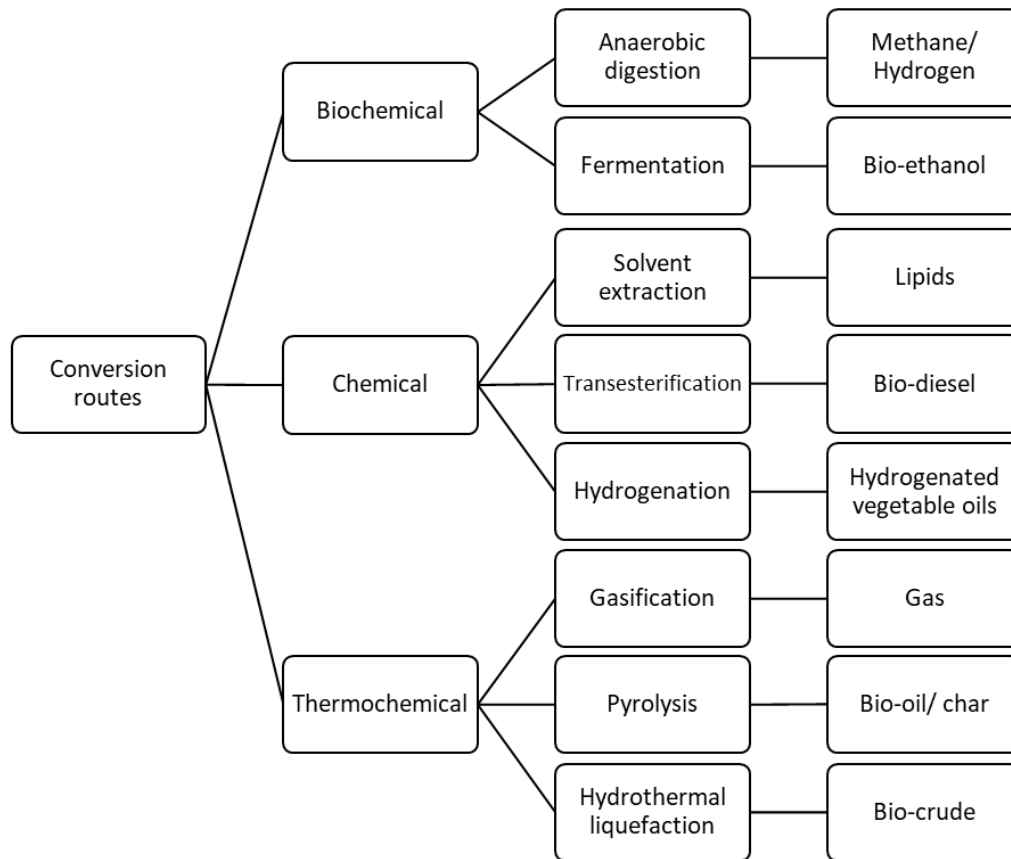 Anaerobic
digestion
Methane/
Hydrogen
Biochemical
Fermentation
Bio-ethanol
Solvent
extraction
Lipids
Conversion
routes
Chemical
Transesterification
Bio-diesel
Hydrogenation
Hydrogenated
vegetable oils
Gasification
Gas
Thermochemical
Pyrolysis
Bio-oil/ char
Hydrothermal
liquefaction
Bio-crude